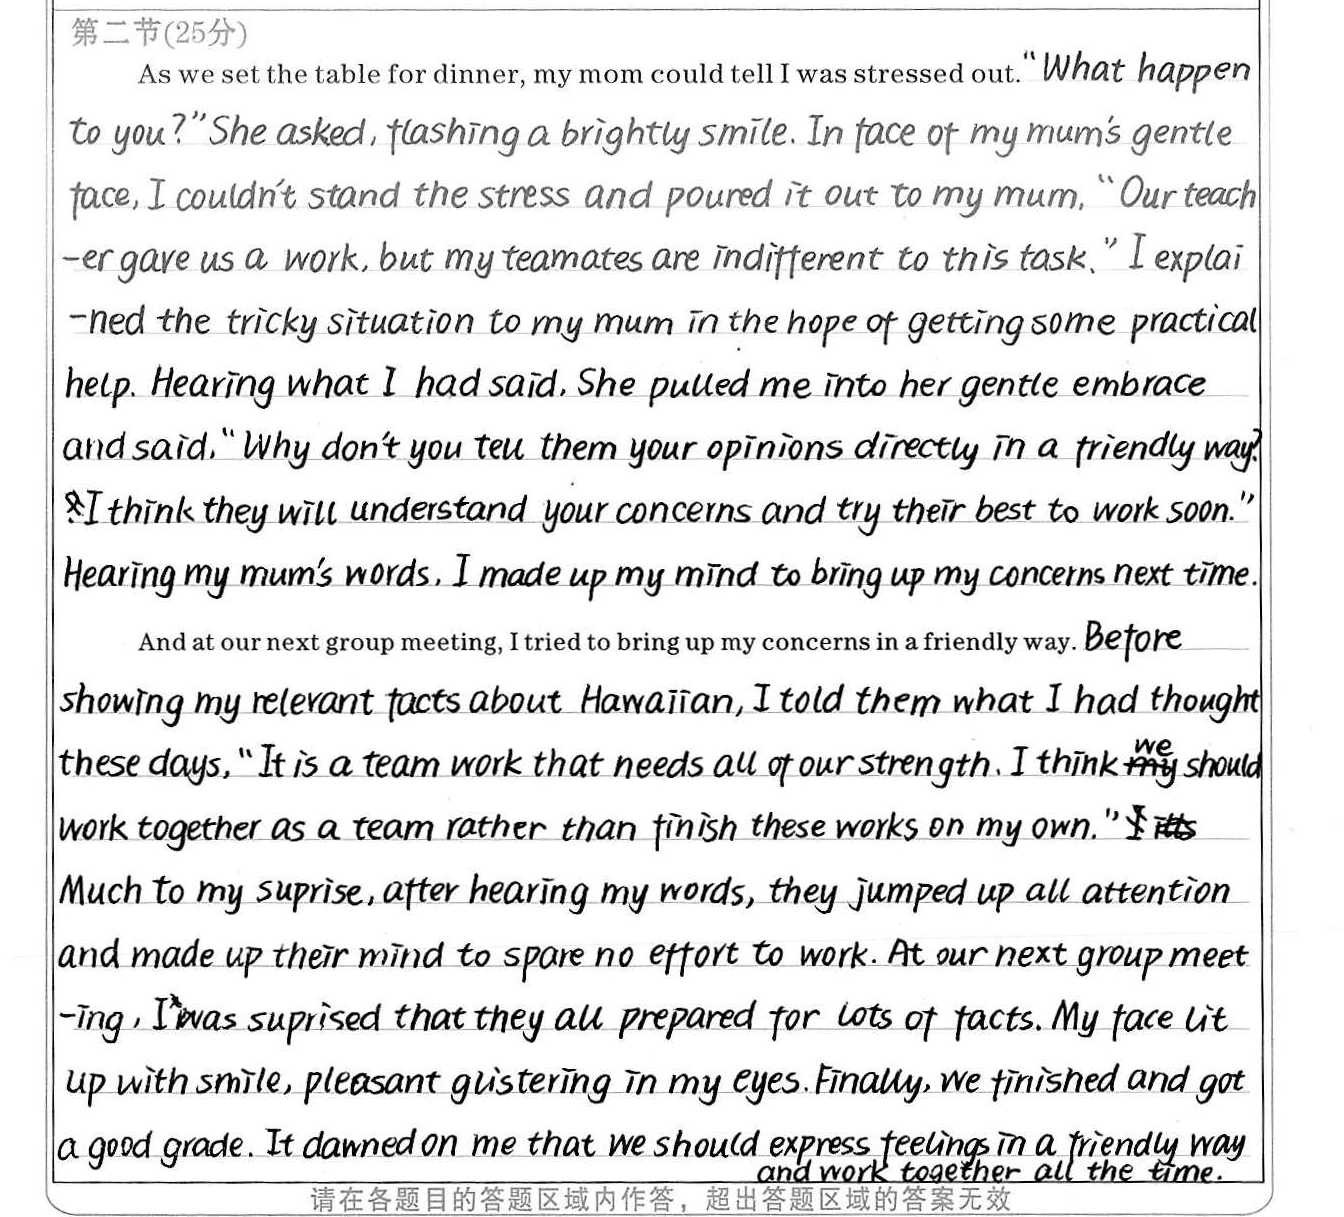 第二节(25分)
As we set the table for dinner, my mom could tell I was stressed out. "What happen
to you?" She asked, flashing a brightly smile. In face of my mum's gentle
face, I couldn't stand the stress and poured it out to my mum, "Our teach
-er gave us a work, but my teamates are indifferent to this task." I explai
-ned the tricky situation to my mum in the hope of getting some practical
help. Hearing what I had said, She pulled me into her gentle embrace
and said, "Why don't you tell them your opinions directly in a friendly way?
I think they will understand your concerns and try their best to work soon."
Hearing my mum's words, I made up my mind to bring up my concerns next time.
And at our next group meeting, I tried to bring up my concerns in a friendly way. Before
showing my relevant facts about Hawaiian, I told them what I had thought
these days, "It is a team work that needs all of our strength. I think we should
work together as a team rather than finish these works on my own."
Much to my suprise, after hearing my words, they jumped up all attention
and made up their mind to spare no effort to work. At our next group meet
-ing, I was suprised that they all prepared for lots of facts. My face lit
up with smile, pleasant glistering in my eyes. Finally, we finished and got
a good grade. It dawned on me that we should express feelings in a friendly way
and work together all the time.
请在各题目的答题区域内作答，超出答题区域的答案无效